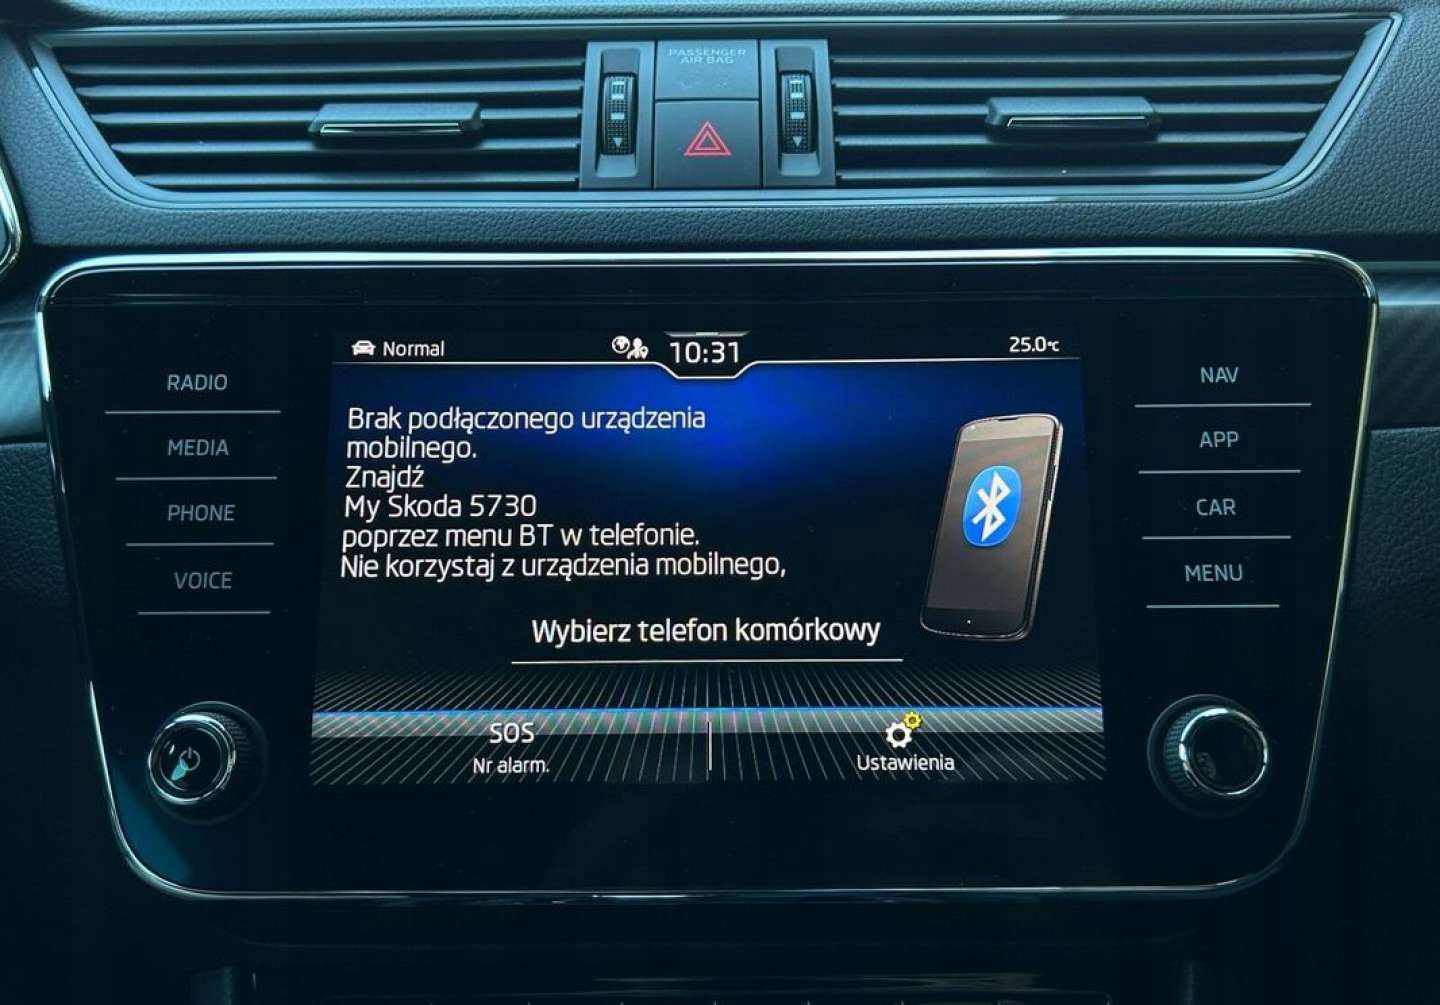 PASSENGER
AIR BAG
Normal
10:31
25.0°C
RADIO
MEDIA
PHONE
VOICE
Brak podłączonego urządzenia
mobilnego.
Znajdź
My Skoda 5730
poprzez menu BT w telefonie.
Nie korzystaj z urządzenia mobilnego,
Wybierz telefon komórkowy
SOS
Nr alarm.
Ustawienia
NAV
APP
CAR
MENU